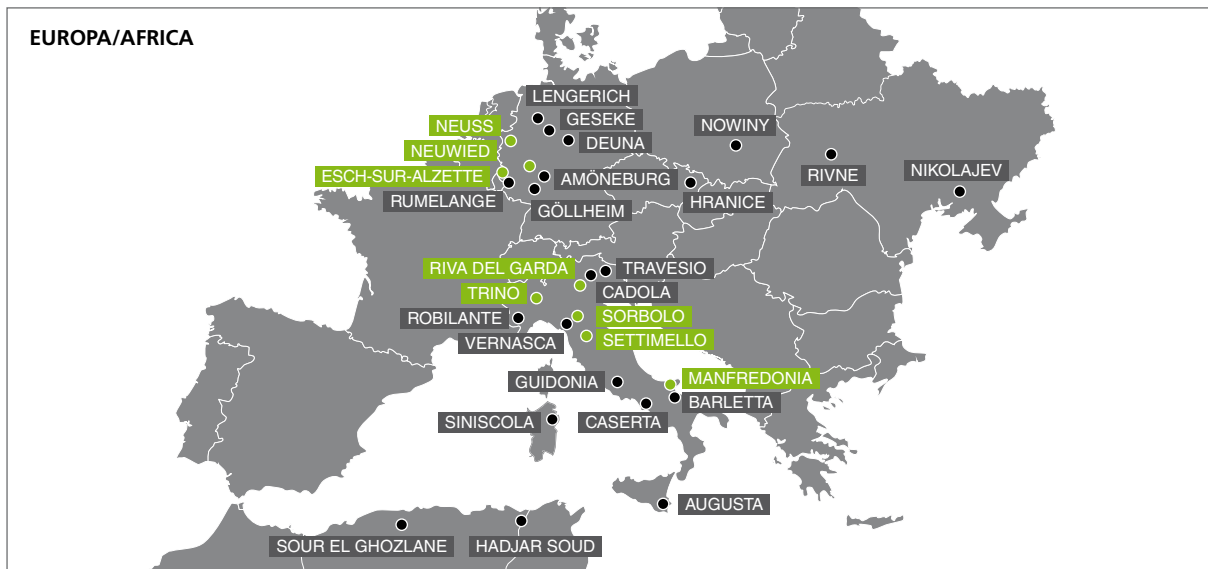 EUROPA/AFRICA
LENGERICH
GESEKE
NEUSS
DEUNA
NOWINY
NEUWIED
ESCH-SUR-ALZETTE
AMÖNEBURG
RIVNE
NIKOLAJEV
RUMELANGE
HRANICE
GÖLLHEIM
RIVA DEL GARDA
TRAVESIO
TRINO
CADOLA
ROBILANTE
SORBOLO
VERNASCA
SETTIMELLO
GUIDONIA
MANFREDONIA
BARLETTA
SINISCOLA
CASERTA
AUGUSTA
SOUR EL GHOZLANE
HADJAR SOUD